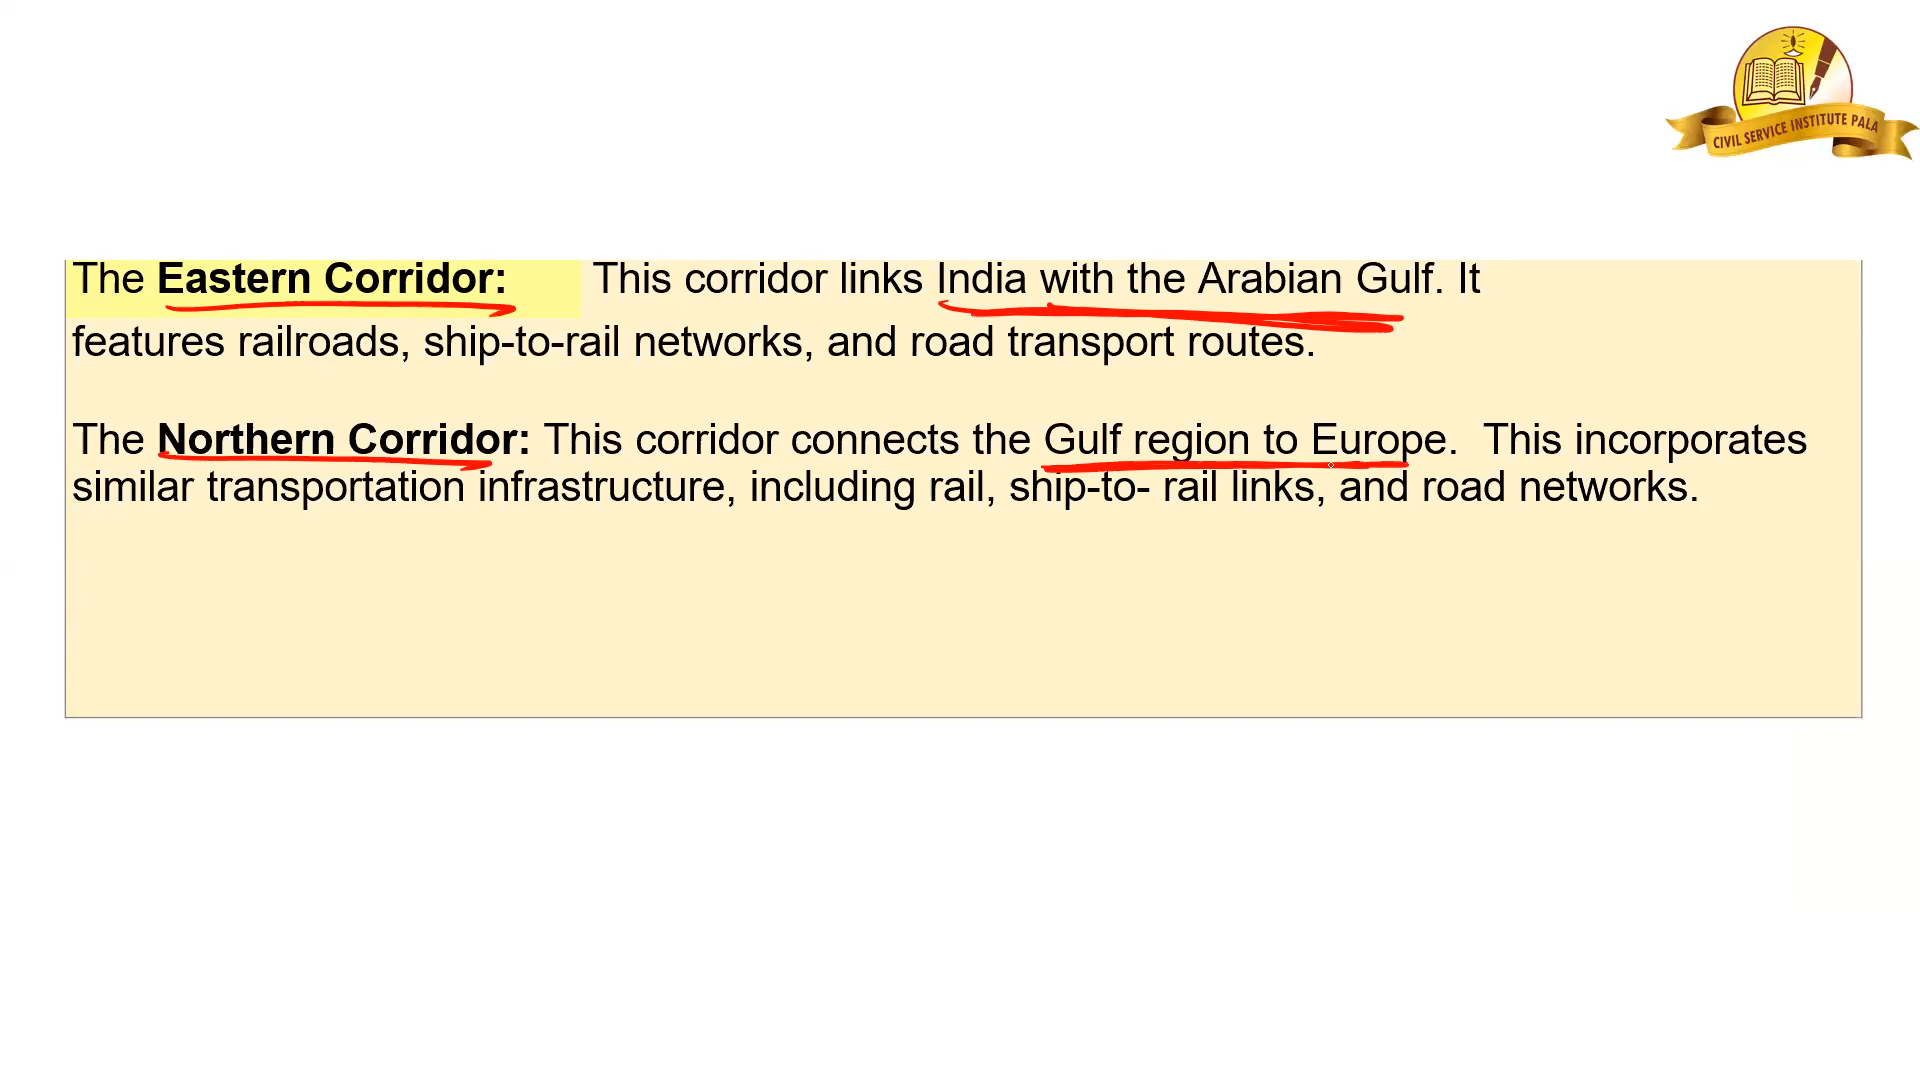 CIVIL SERVICE INSTITUTE PALA
The Eastern Corridor: This corridor links India with the Arabian Gulf. It
features railroads, ship-to-rail networks, and road transport routes.
The Northern Corridor: This corridor connects the Gulf region to Europe. This incorporates
similar transportation infrastructure, including rail, ship-to- rail links, and road networks.